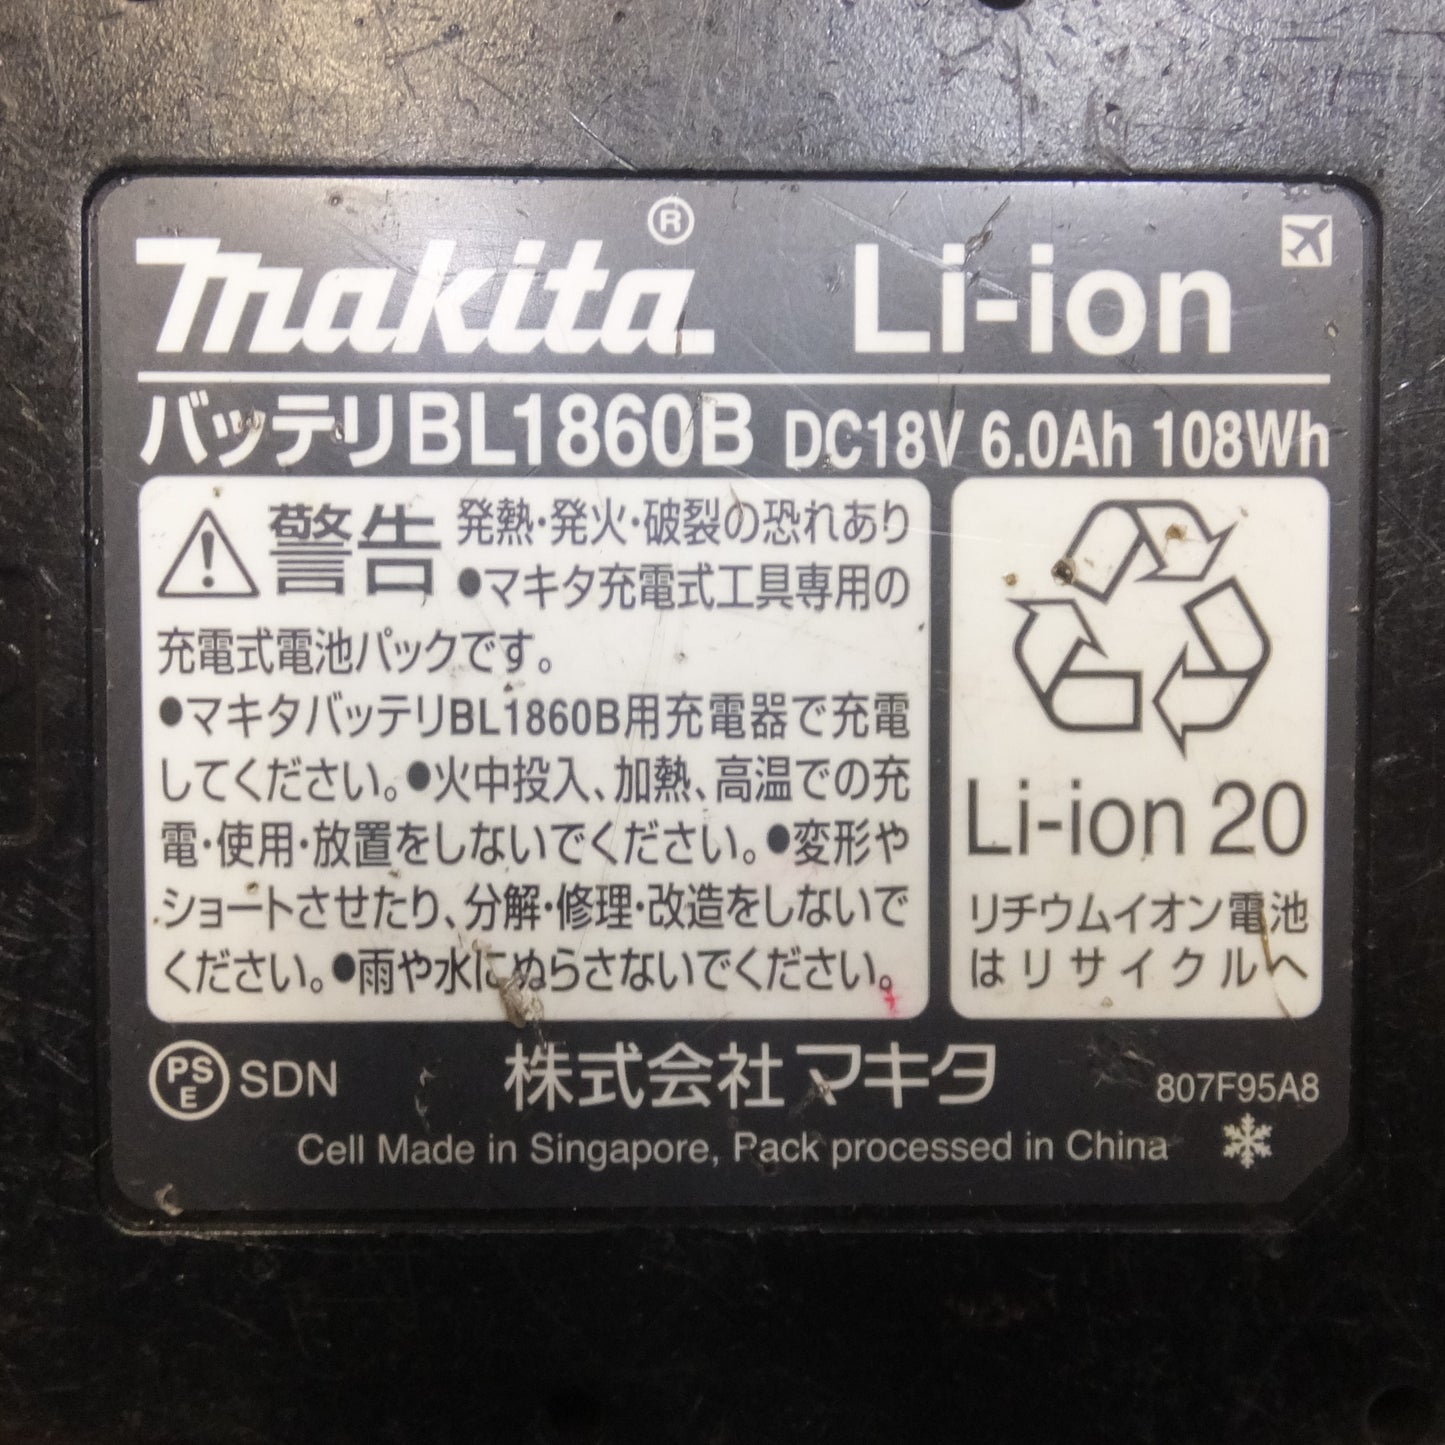 makita® Li-ion
バッテリBL1860B DC18V 6.0Ah 108Wh
警告 発熱・発火・破裂の恐れあり
●マキタ充電式工具専用の
充電式電池パックです。
●マキタバッテリBL1860B用充電器で充電
してください。●火中投入、加熱、高温での充
電・使用・放置をしないでください。●変形や
ショートさせたり、分解・修理・改造をしないで
ください。●雨や水にぬらさないでください。
Li-ion 20
リチウムイオン電池
はリサイクルへ
PSE SDN 株式会社マキタ 807F95A8
Cell Made in Singapore, Pack processed in China